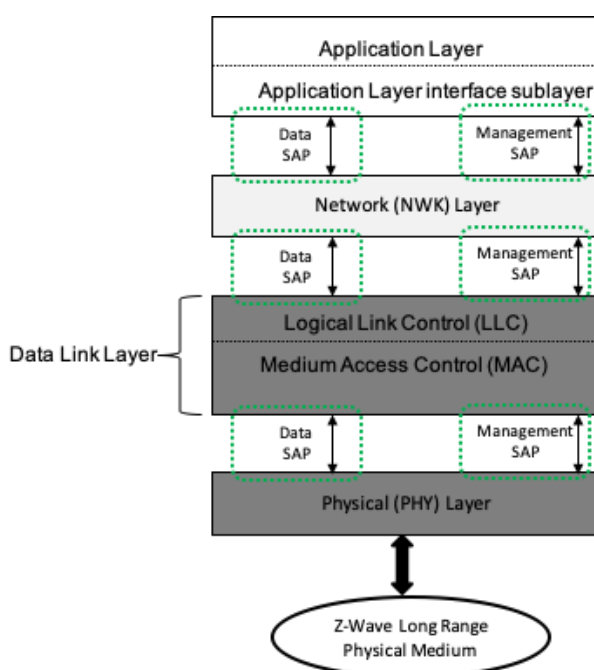 Application Layer
Application Layer interface sublayer
Data
SAP
Management
SAP
Network (NWK) Layer
Data
SAP
Management
SAP
Logical Link Control (LLC)
Data Link Layer
Medium Access Control (MAC)
Data
SAP
Management
SAP
Physical (PHY) Layer
Z-Wave Long Range
Physical Medium